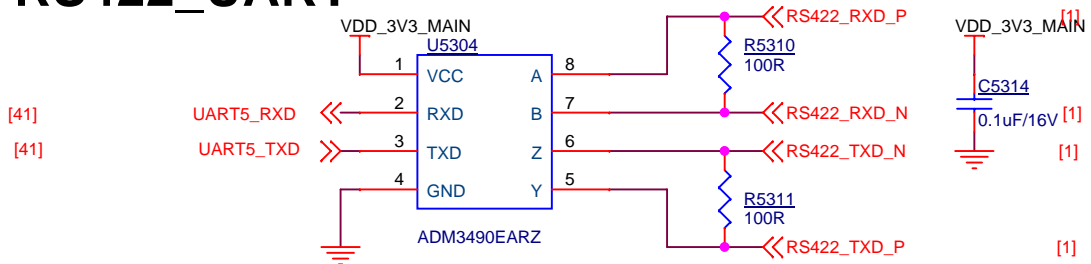 RS422_UART
VDD_3V3_MAIN
U5304
1 VCC A 8
2 RXD B 7
3 TXD Z 6
4 GND Y 5
ADM3490EARZ
[41] UART5_RXD
[41] UART5_TXD
RS422_RXD_P [1]
R5310
100R
RS422_RXD_N [1]
RS422_TXD_N [1]
R5311
100R
RS422_TXD_P [1]
VDD_3V3_MAIN
C5314
0.1uF/16V